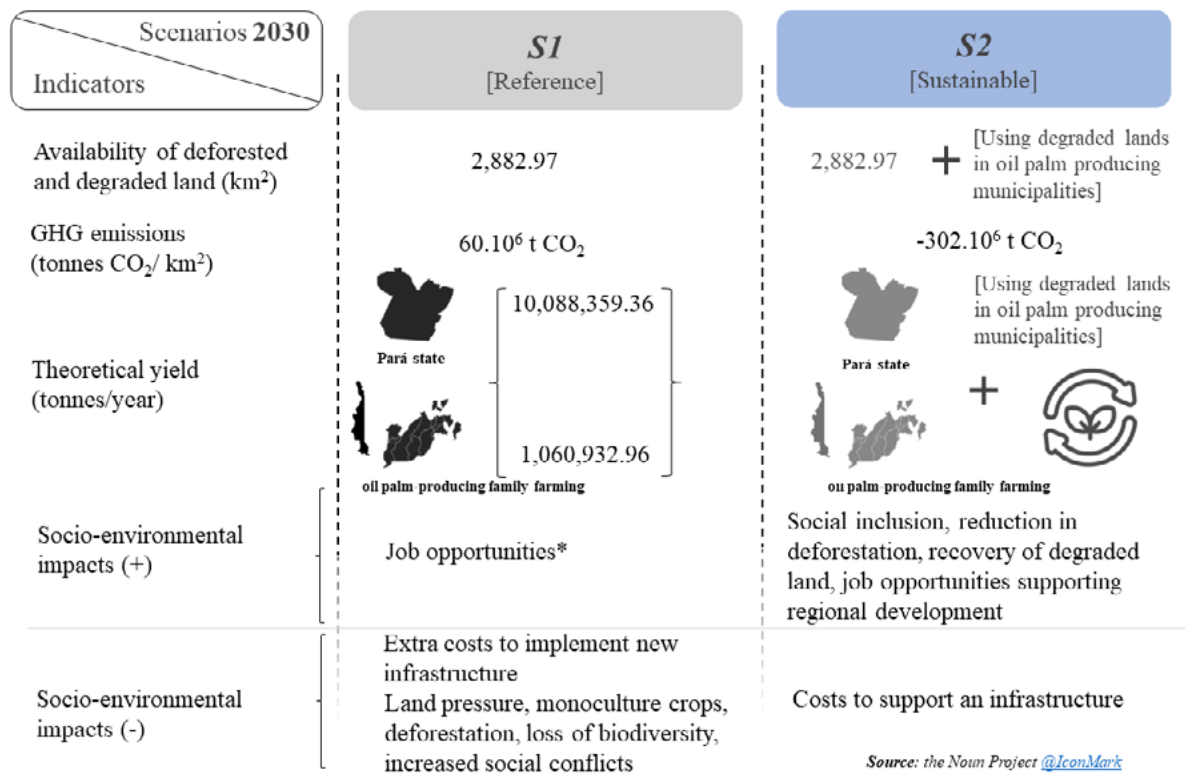 Scenarios 2030
Indicators
S1
[Reference]
S2
[Sustainable]
Availability of deforested
and degraded land (km²)
2,882.97
2,882.97 +
[Using degraded lands
in oil palm producing
municipalities]
GHG emissions
(tonnes CO₂/ km²)
60.10⁶ t CO₂
-302.10⁶ t CO₂
Theoretical yield
(tonnes/year)
10,088,359.36
Pará state
1,060,932.96
oil palm-producing family farming
[Using degraded lands
in oil palm producing
municipalities]
Pará state
+
oil palm-producing family farming
Socio-environmental
impacts (+)
Job opportunities*
Social inclusion, reduction in
deforestation, recovery of degraded
land, job opportunities supporting
regional development
Socio-environmental
impacts (-)
Extra costs to implement new
infrastructure
Land pressure, monoculture crops,
deforestation, loss of biodiversity,
increased social conflicts
Costs to support an infrastructure
Source: the Noun Project @IconMark